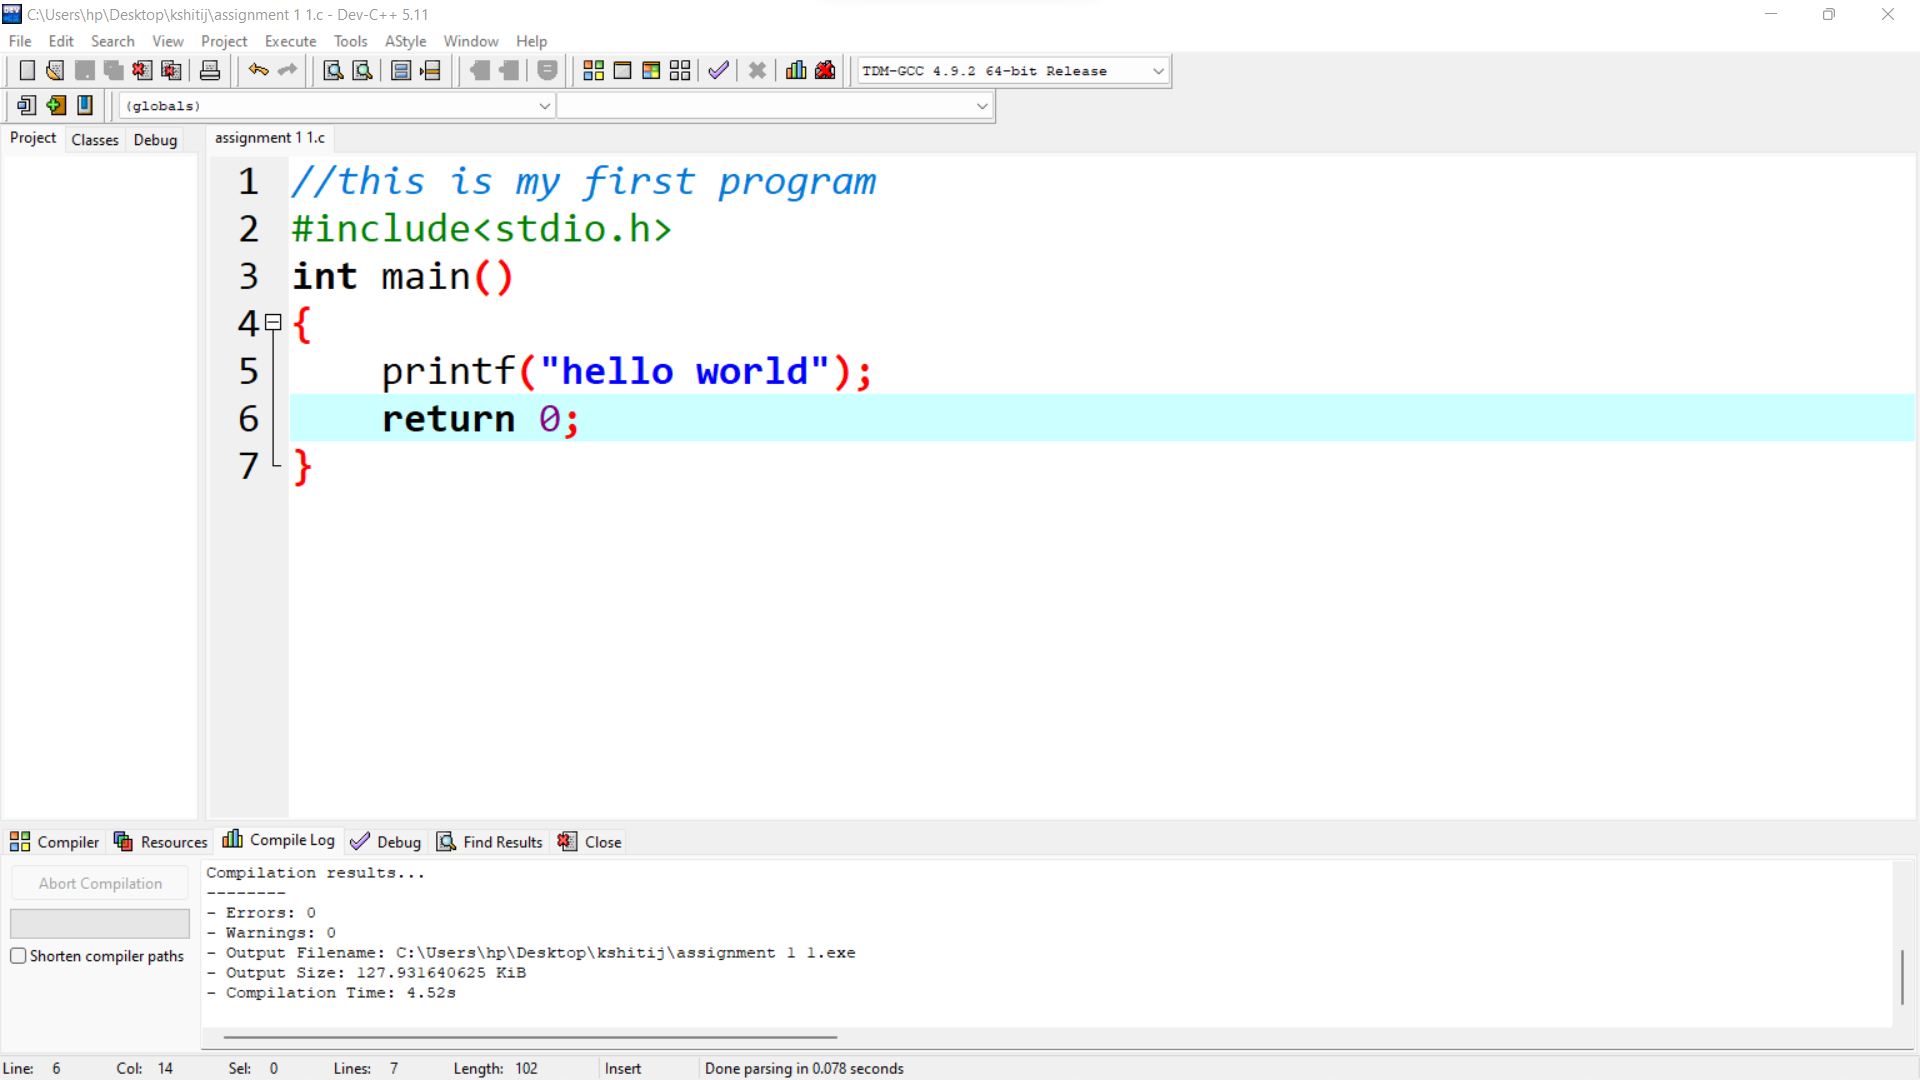 C:\Users\hp\Desktop\kshitij\assignment 1 1.c - Dev-C++ 5.11
File Edit Search View Project Execute Tools AStyle Window Help
TDM-GCC 4.9.2 64-bit Release
(globals)
Project Classes Debug assignment 1 1.c
1 //this is my first program
2 #include<stdio.h>
3 int main()
4 {
5 printf("hello world");
6 return 0;
7 }
Compiler Resources Compile Log Debug Find Results Close
Abort Compilation
Shorten compiler paths
Compilation results...
--------
- Errors: 0
- Warnings: 0
- Output Filename: C:\Users\hp\Desktop\kshitij\assignment 1 1.exe
- Output Size: 127.931640625 KiB
- Compilation Time: 4.52s
Line: 6 Col: 14 Sel: 0 Lines: 7 Length: 102 Insert Done parsing in 0.078 seconds